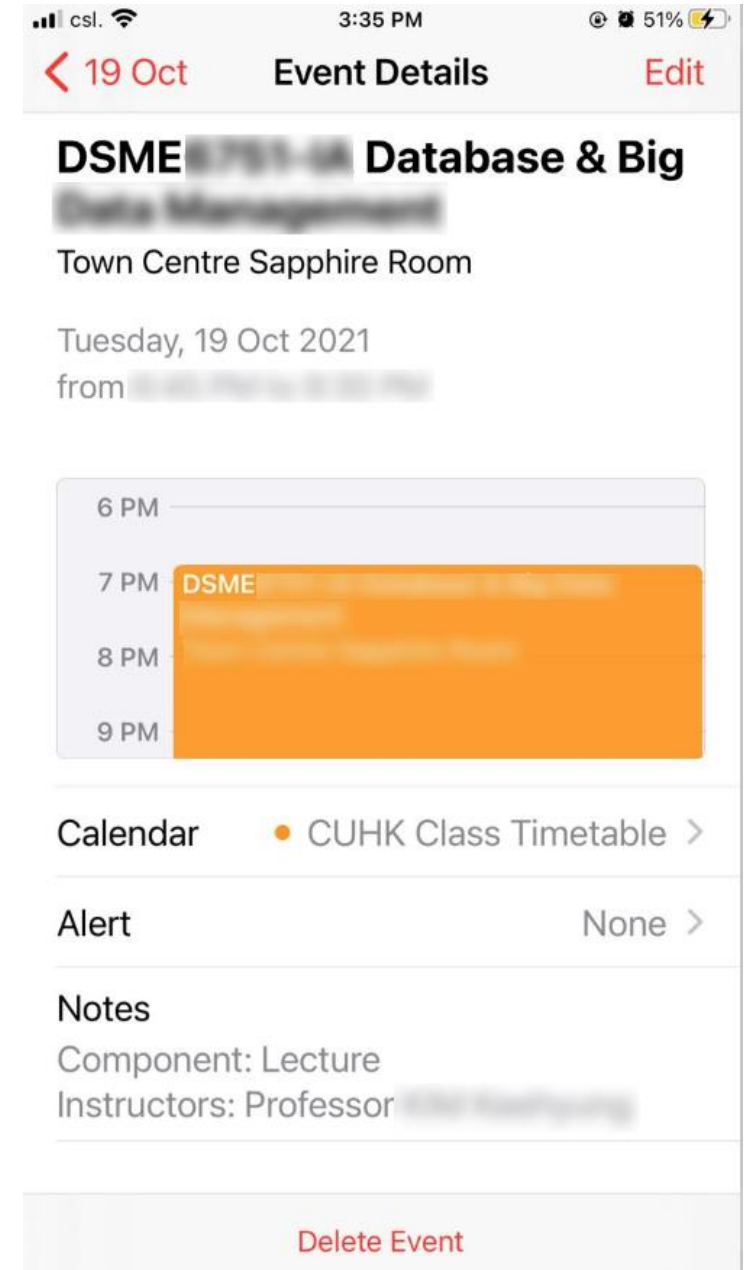 csl. 3:35 PM 51%
19 Oct Event Details Edit
DSME Database & Big
Town Centre Sapphire Room
Tuesday, 19 Oct 2021
from
6 PM
7 PM DSME
8 PM
9 PM
Calendar CUHK Class Timetable
Alert None
Notes
Component: Lecture
Instructors: Professor
Delete Event